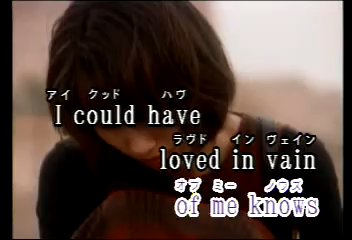 アイ クッド ハヴ
I could have
ラヴド イン ヴェイン
loved in vain
オブ ミー ノウズ
of me knows